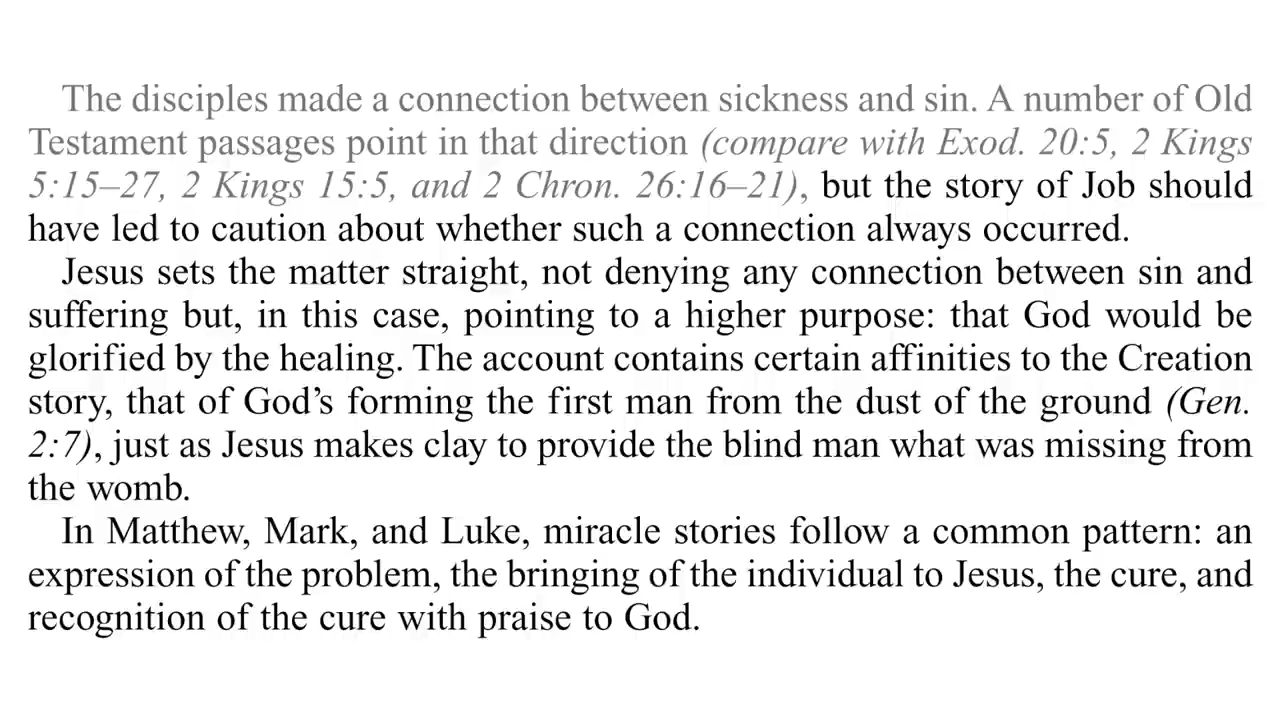 The disciples made a connection between sickness and sin. A number of Old
Testament passages point in that direction (compare with Exod. 20:5, 2 Kings
5:15–27, 2 Kings 15:5, and 2 Chron. 26:16–21), but the story of Job should
have led to caution about whether such a connection always occurred.
Jesus sets the matter straight, not denying any connection between sin and
suffering but, in this case, pointing to a higher purpose: that God would be
glorified by the healing. The account contains certain affinities to the Creation
story, that of God’s forming the first man from the dust of the ground (Gen.
2:7), just as Jesus makes clay to provide the blind man what was missing from
the womb.
In Matthew, Mark, and Luke, miracle stories follow a common pattern: an
expression of the problem, the bringing of the individual to Jesus, the cure, and
recognition of the cure with praise to God.